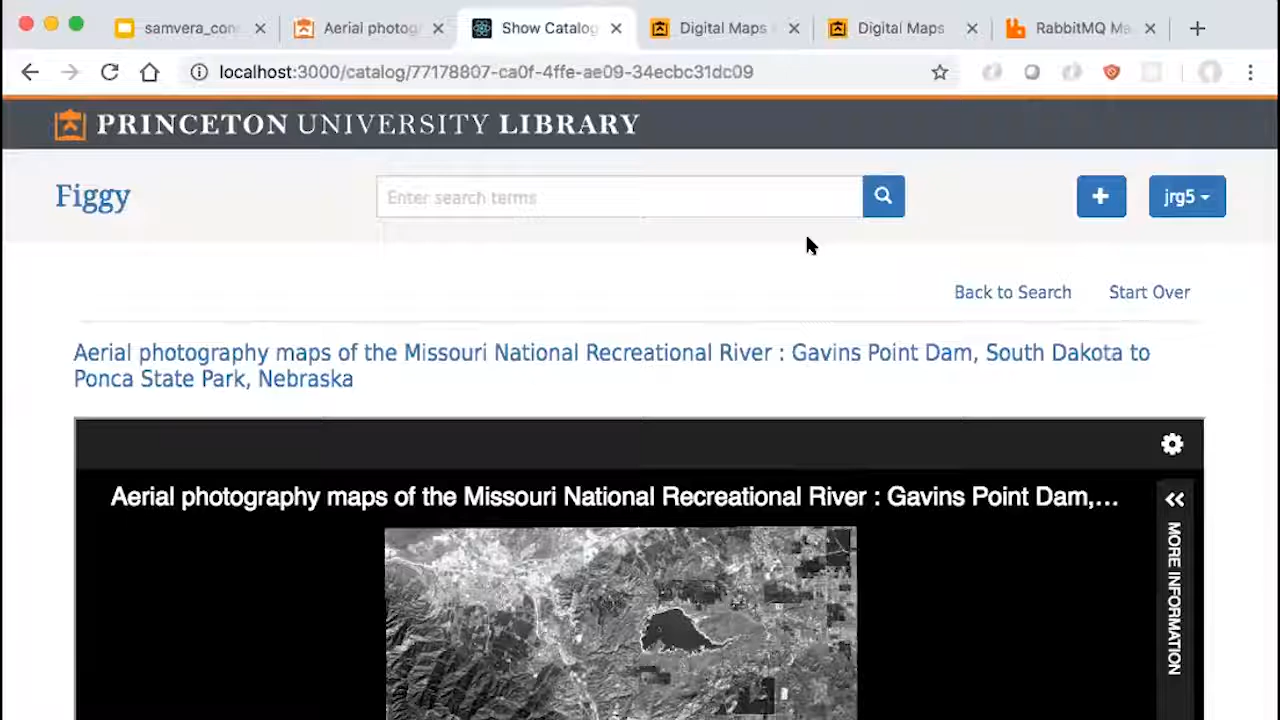 samvera_con
Aerial photog
Show Catalog
Digital Maps
Digital Maps
RabbitMQ Ma
localhost:3000/catalog/77178807-ca0f-4ffe-ae09-34ecbc31dc09
PRINCETON UNIVERSITY LIBRARY
Figgy
Enter search terms
jrg5
Back to Search
Start Over
Aerial photography maps of the Missouri National Recreational River : Gavins Point Dam, South Dakota to
Ponca State Park, Nebraska
Aerial photography maps of the Missouri National Recreational River : Gavins Point Dam,...
MORE INFORMATION